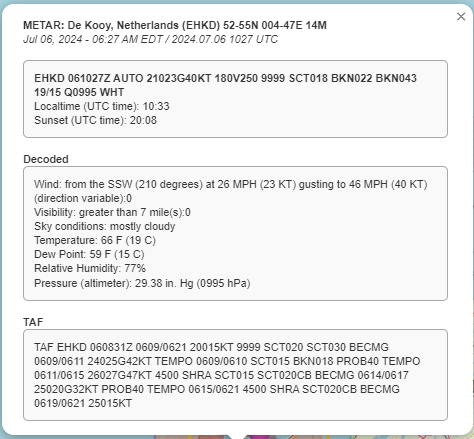 METAR: De Kooy, Netherlands (EHKD) 52-55N 004-47E 14M
Jul 06, 2024 - 06:27 AM EDT / 2024.07.06 1027 UTC
EHKD 061027Z AUTO 21023G40KT 180V250 9999 SCT018 BKN022 BKN043
19/15 Q0995 WHT
Localtime (UTC time): 10:33
Sunset (UTC time): 20:08
Decoded
Wind: from the SSW (210 degrees) at 26 MPH (23 KT) gusting to 46 MPH (40 KT)
(direction variable):0
Visibility: greater than 7 mile(s):0
Sky conditions: mostly cloudy
Temperature: 66 F (19 C)
Dew Point: 59 F (15 C)
Relative Humidity: 77%
Pressure (altimeter): 29.38 in. Hg (0995 hPa)
TAF
TAF EHKD 060831Z 0609/0621 20015KT 9999 SCT020 SCT030 BECMG
0609/0611 24025G42KT TEMPO 0609/0610 SCT015 BKN018 PROB40 TEMPO
0611/0615 26027G47KT 4500 SHRA SCT015 SCT020CB BECMG 0614/0617
25020G32KT PROB40 TEMPO 0615/0621 4500 SHRA SCT020CB BECMG
0619/0621 25015KT